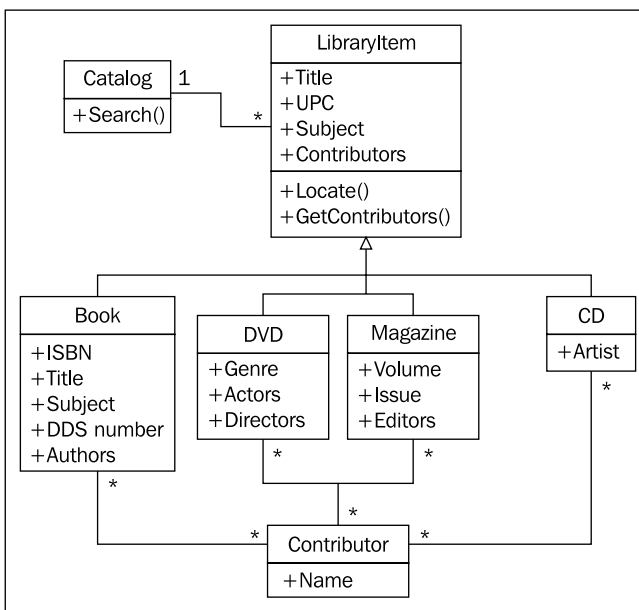 LibraryItem
+Title
+UPC
+Subject
+Contributors
+Locate()
+GetContributors()
Catalog
+Search()
1
*
Book
+ISBN
+Title
+Subject
+DDS number
+Authors
*
DVD
+Genre
+Actors
+Directors
*
Magazine
+Volume
+Issue
+Editors
*
CD
+Artist
*
*
*
*
Contributor
+Name